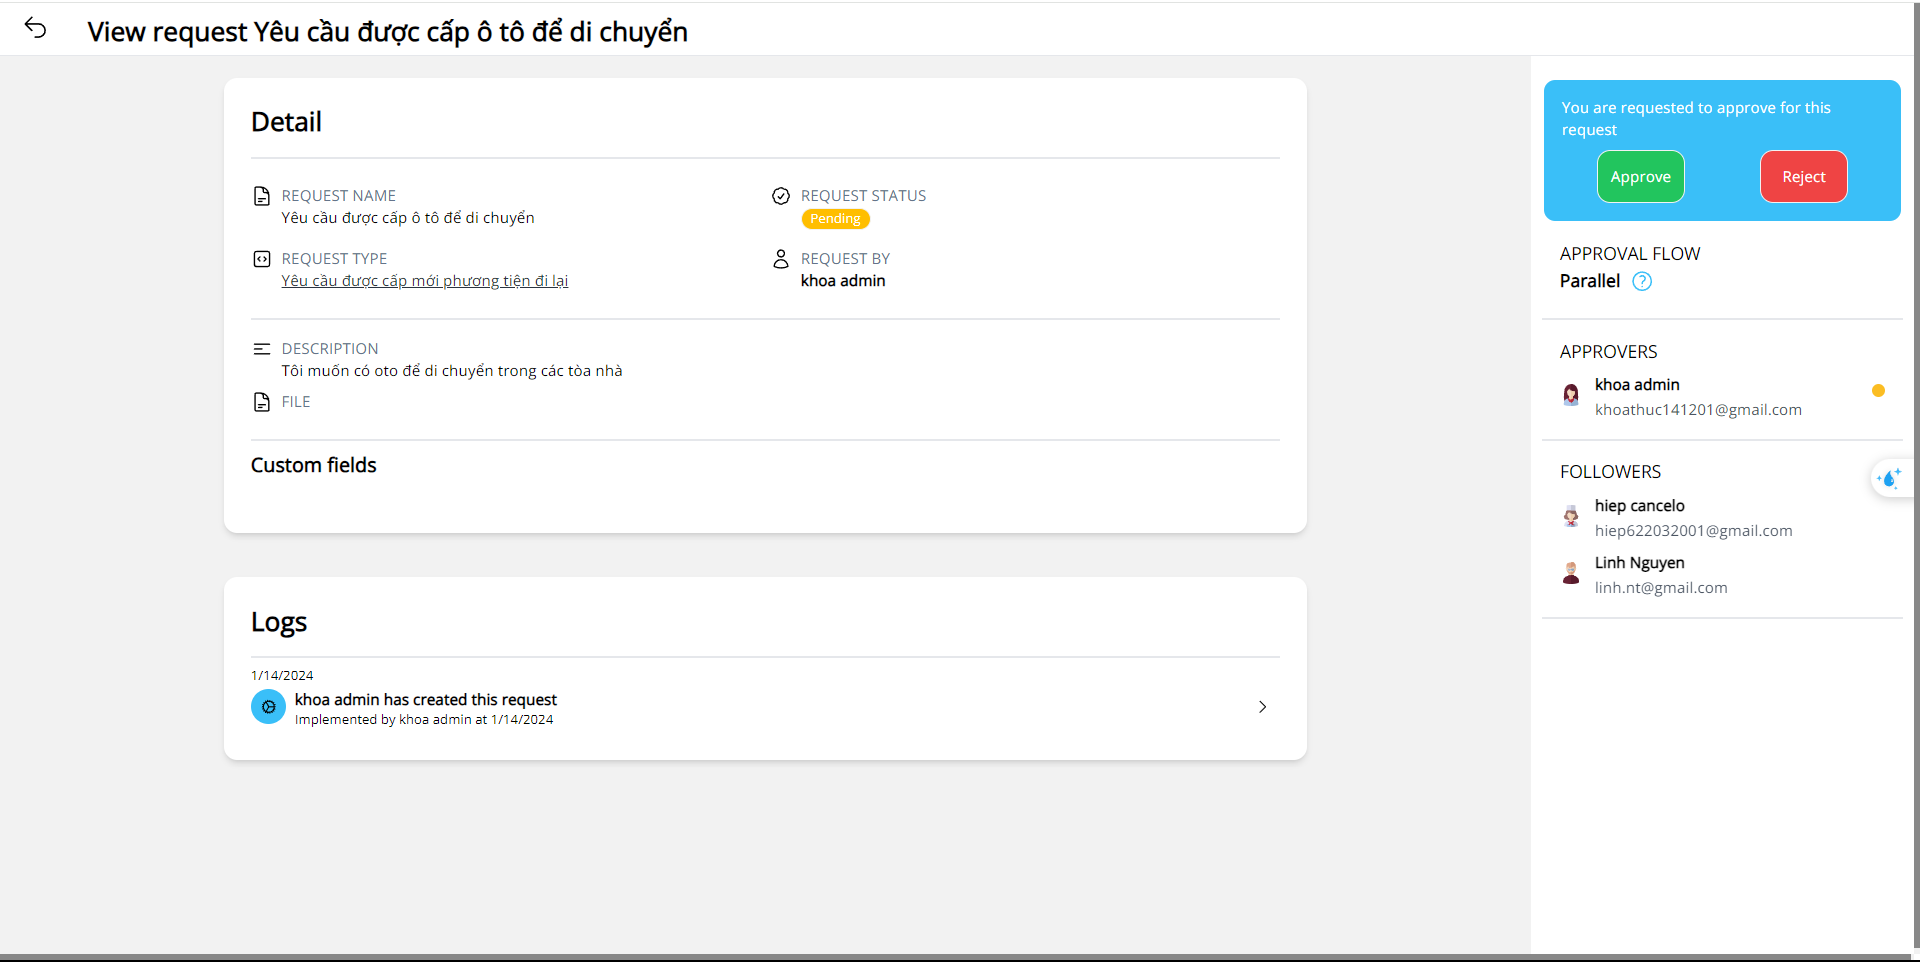 View request Yêu cầu được cấp ô tô để di chuyển
Detail
REQUEST NAME
Yêu cầu được cấp ô tô để di chuyển
REQUEST STATUS
Pending
REQUEST TYPE
Yêu cầu được cấp mới phương tiện đi lại
REQUEST BY
khoa admin
DESCRIPTION
Tôi muốn có oto để di chuyển trong các tòa nhà
FILE
Custom fields
Logs
1/14/2024
khoa admin has created this request
Implemented by khoa admin at 1/14/2024
You are requested to approve for this
request
Approve
Reject
APPROVAL FLOW
Parallel ?
APPROVERS
khoa admin
khoathuc141201@gmail.com
FOLLOWERS
hiep cancelo
hiep622032001@gmail.com
Linh Nguyen
linh.nt@gmail.com